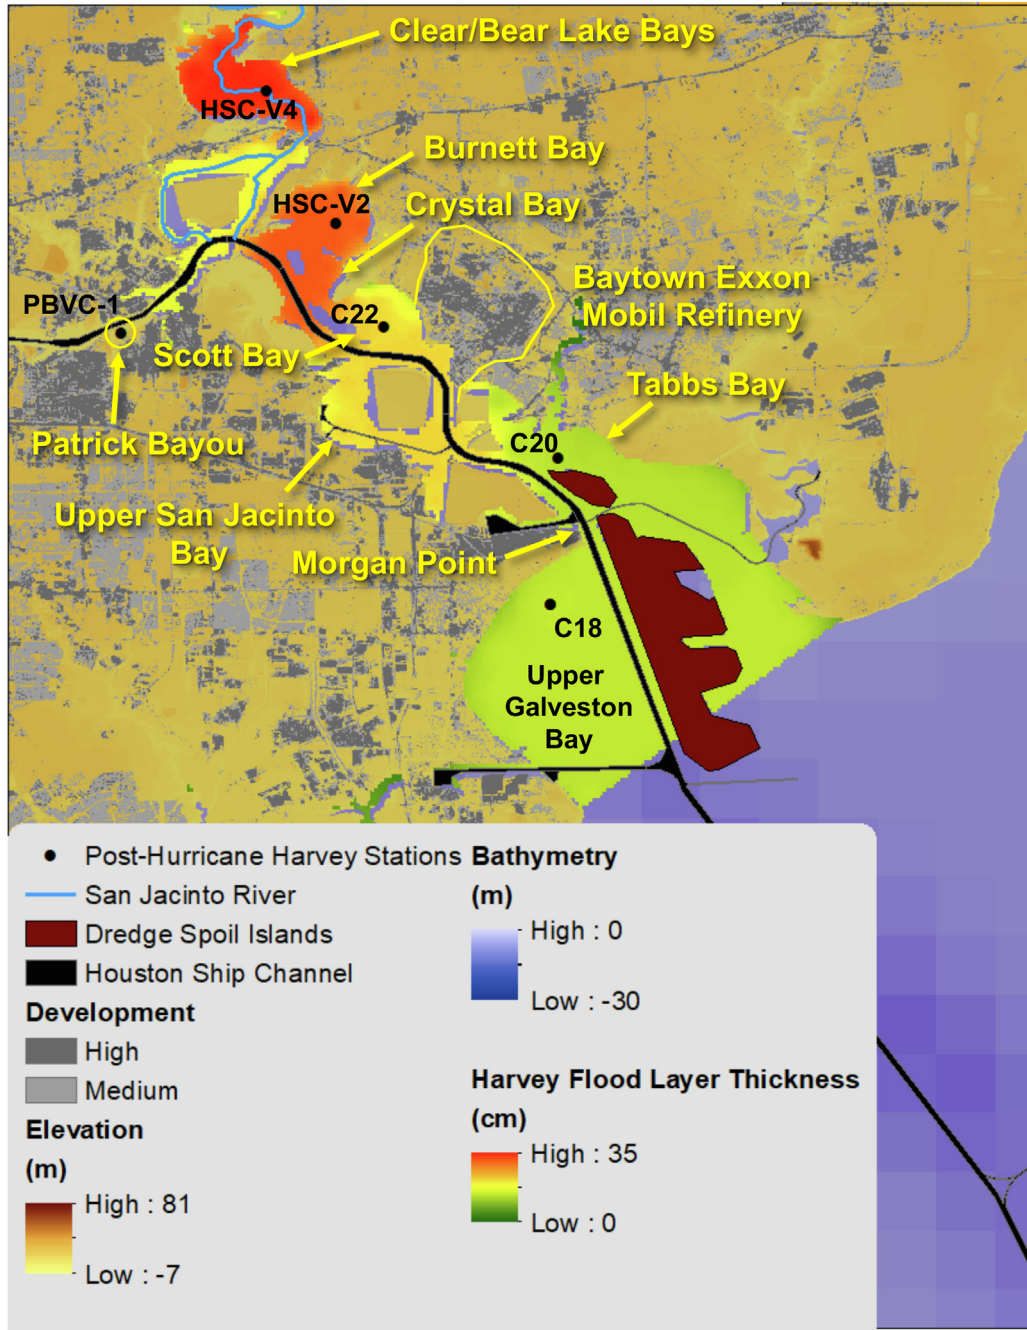 Clear/Bear Lake Bays
HSC-V4
Burnett Bay
HSC-V2
Crystal Bay
Baytown Exxon
Mobil Refinery
PBVC-1
C22
Scott Bay
Tabbs Bay
Patrick Bayou
C20
Upper San Jacinto
Bay
Morgan Point
C18
Upper
Galveston
Bay
Post-Hurricane Harvey Stations
San Jacinto River
Dredge Spoil Islands
Houston Ship Channel
Development
High
Medium
Elevation
(m)
High : 81
Low : -7
Bathymetry
(m)
High : 0
Low : -30
Harvey Flood Layer Thickness
(cm)
High : 35
Low : 0